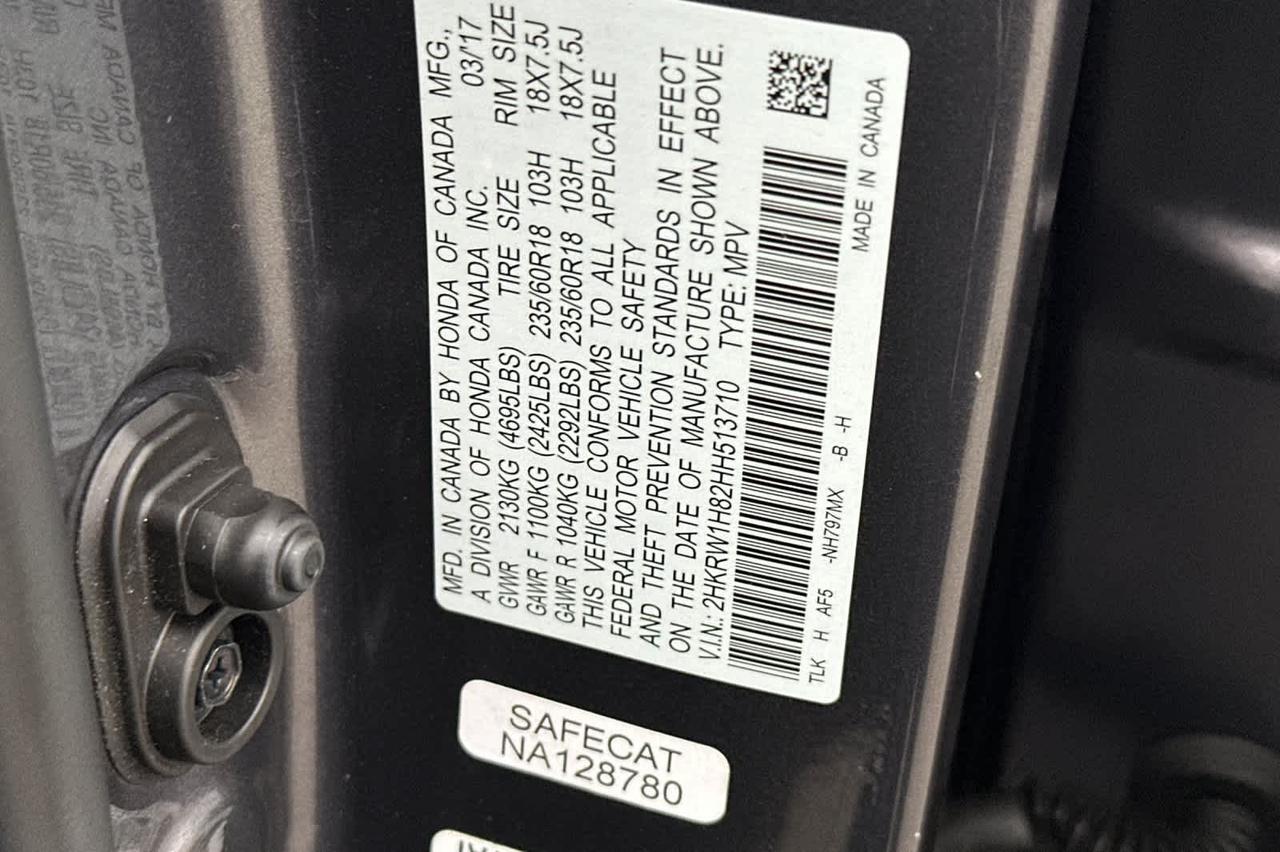 MFD. IN CANADA BY HONDA OF CANADA MFG.,
A DIVISION OF HONDA CANADA INC. 03/17
GVWR 2130KG (4695LBS) TIRE SIZE RIM SIZE
GAWR F 1100KG (2425LBS) 235/60R18 103H 18X7.5J
GAWR R 1040KG (2292LBS) 235/60R18 103H 18X7.5J
THIS VEHICLE CONFORMS TO ALL APPLICABLE
FEDERAL MOTOR VEHICLE SAFETY
AND THEFT PREVENTION STANDARDS IN EFFECT
ON THE DATE OF MANUFACTURE SHOWN ABOVE.
V.I.N.: 2HKRW1H82HH513710 TYPE: MPV
TLK H AF5 -NH797MX -B -H MADE IN CANADA
SAFECAT
NA128780